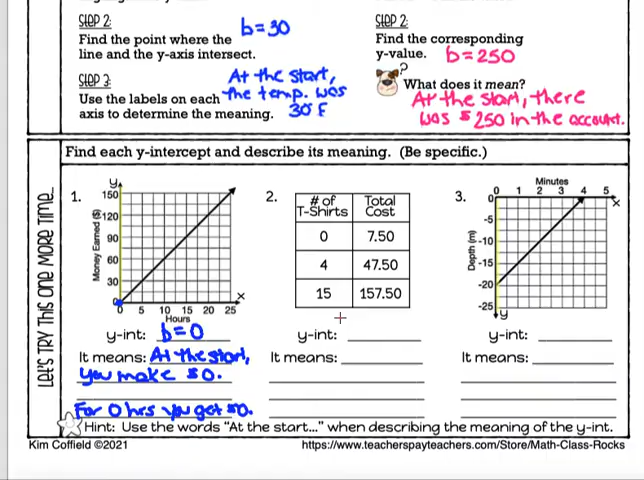 STEP 2:
Find the point where the
line and the y-axis intersect.
b=30
STEP 3:
Use the labels on each
axis to determine the meaning.
At the start,
the temp. was
30°F
STEP 2:
Find the corresponding
y-value.
b=250
?
What does it mean?
At the start, there
was $250 in the account.
LET'S TRY THIS ONE MORE TIME...
Find each y-intercept and describe its meaning. (Be specific.)
1.
y
Money Earned ($)
150
120
90
60
30
0
0 5 10 15 20 25
x
Hours
y-int: b=0
It means: At the start,
you make $0.
For 0 hrs you get $0.
2.
# of T-Shirts Total Cost
0 7.50
4 47.50
15 157.50
y-int:
It means:
3.
Minutes
0 1 2 3 4 5
x
Depth (m)
0
-5
-10
-15
-20
-25
y
y-int:
It means:
Hint: Use the words "At the start..." when describing the meaning of the y-int.
Kim Coffield ©2021
https://www.teacherspayteachers.com/Store/Math-Class-Rocks